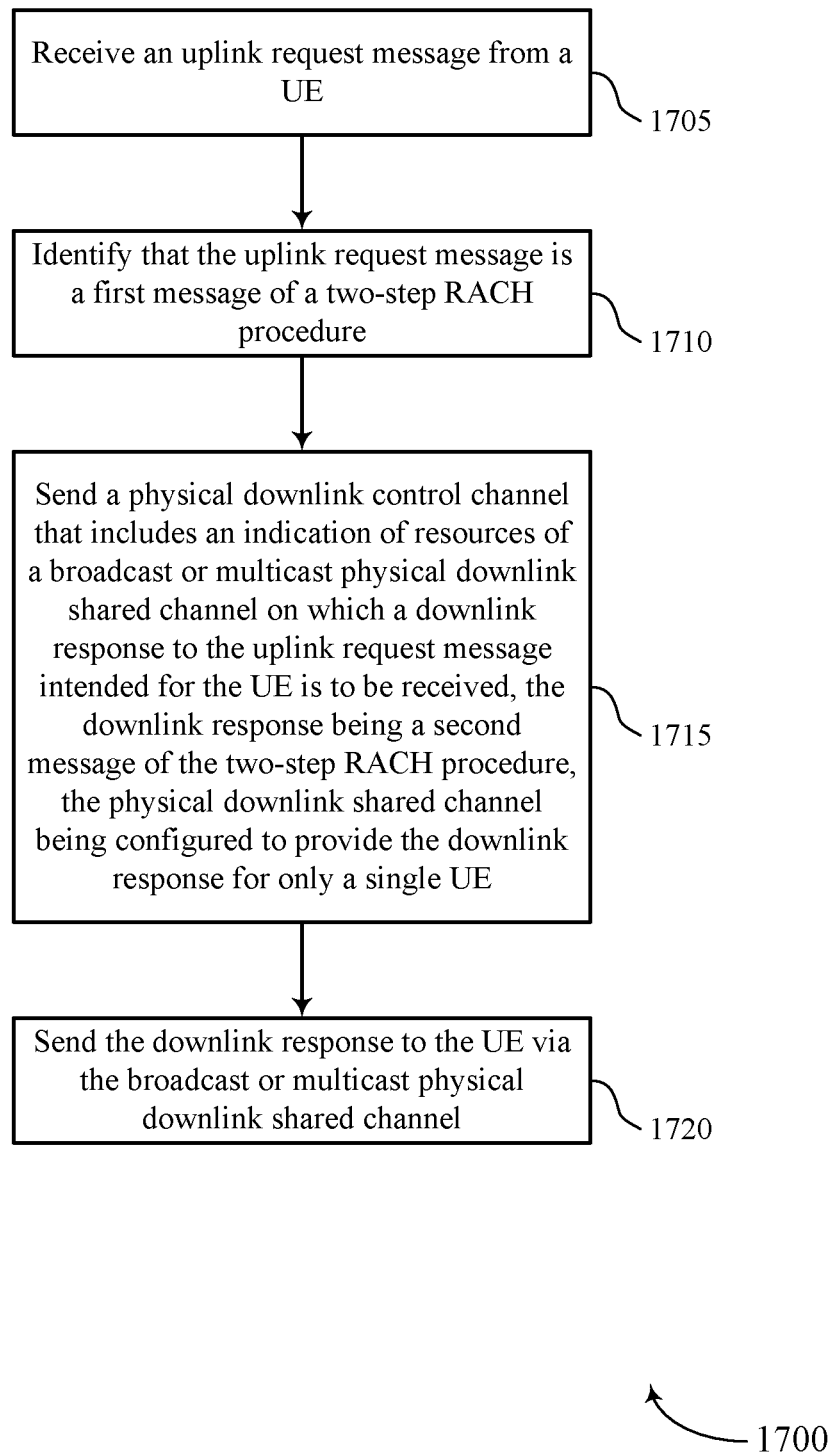 Receive an uplink request message from a
UE
1705
Identify that the uplink request message is
a first message of a two-step RACH
procedure
1710
Send a physical downlink control channel
that includes an indication of resources of
a broadcast or multicast physical downlink
shared channel on which a downlink
response to the uplink request message
intended for the UE is to be received, the
downlink response being a second
message of the two-step RACH procedure,
the physical downlink shared channel
being configured to provide the downlink
response for only a single UE
1715
Send the downlink response to the UE via
the broadcast or multicast physical
downlink shared channel
1720
1700